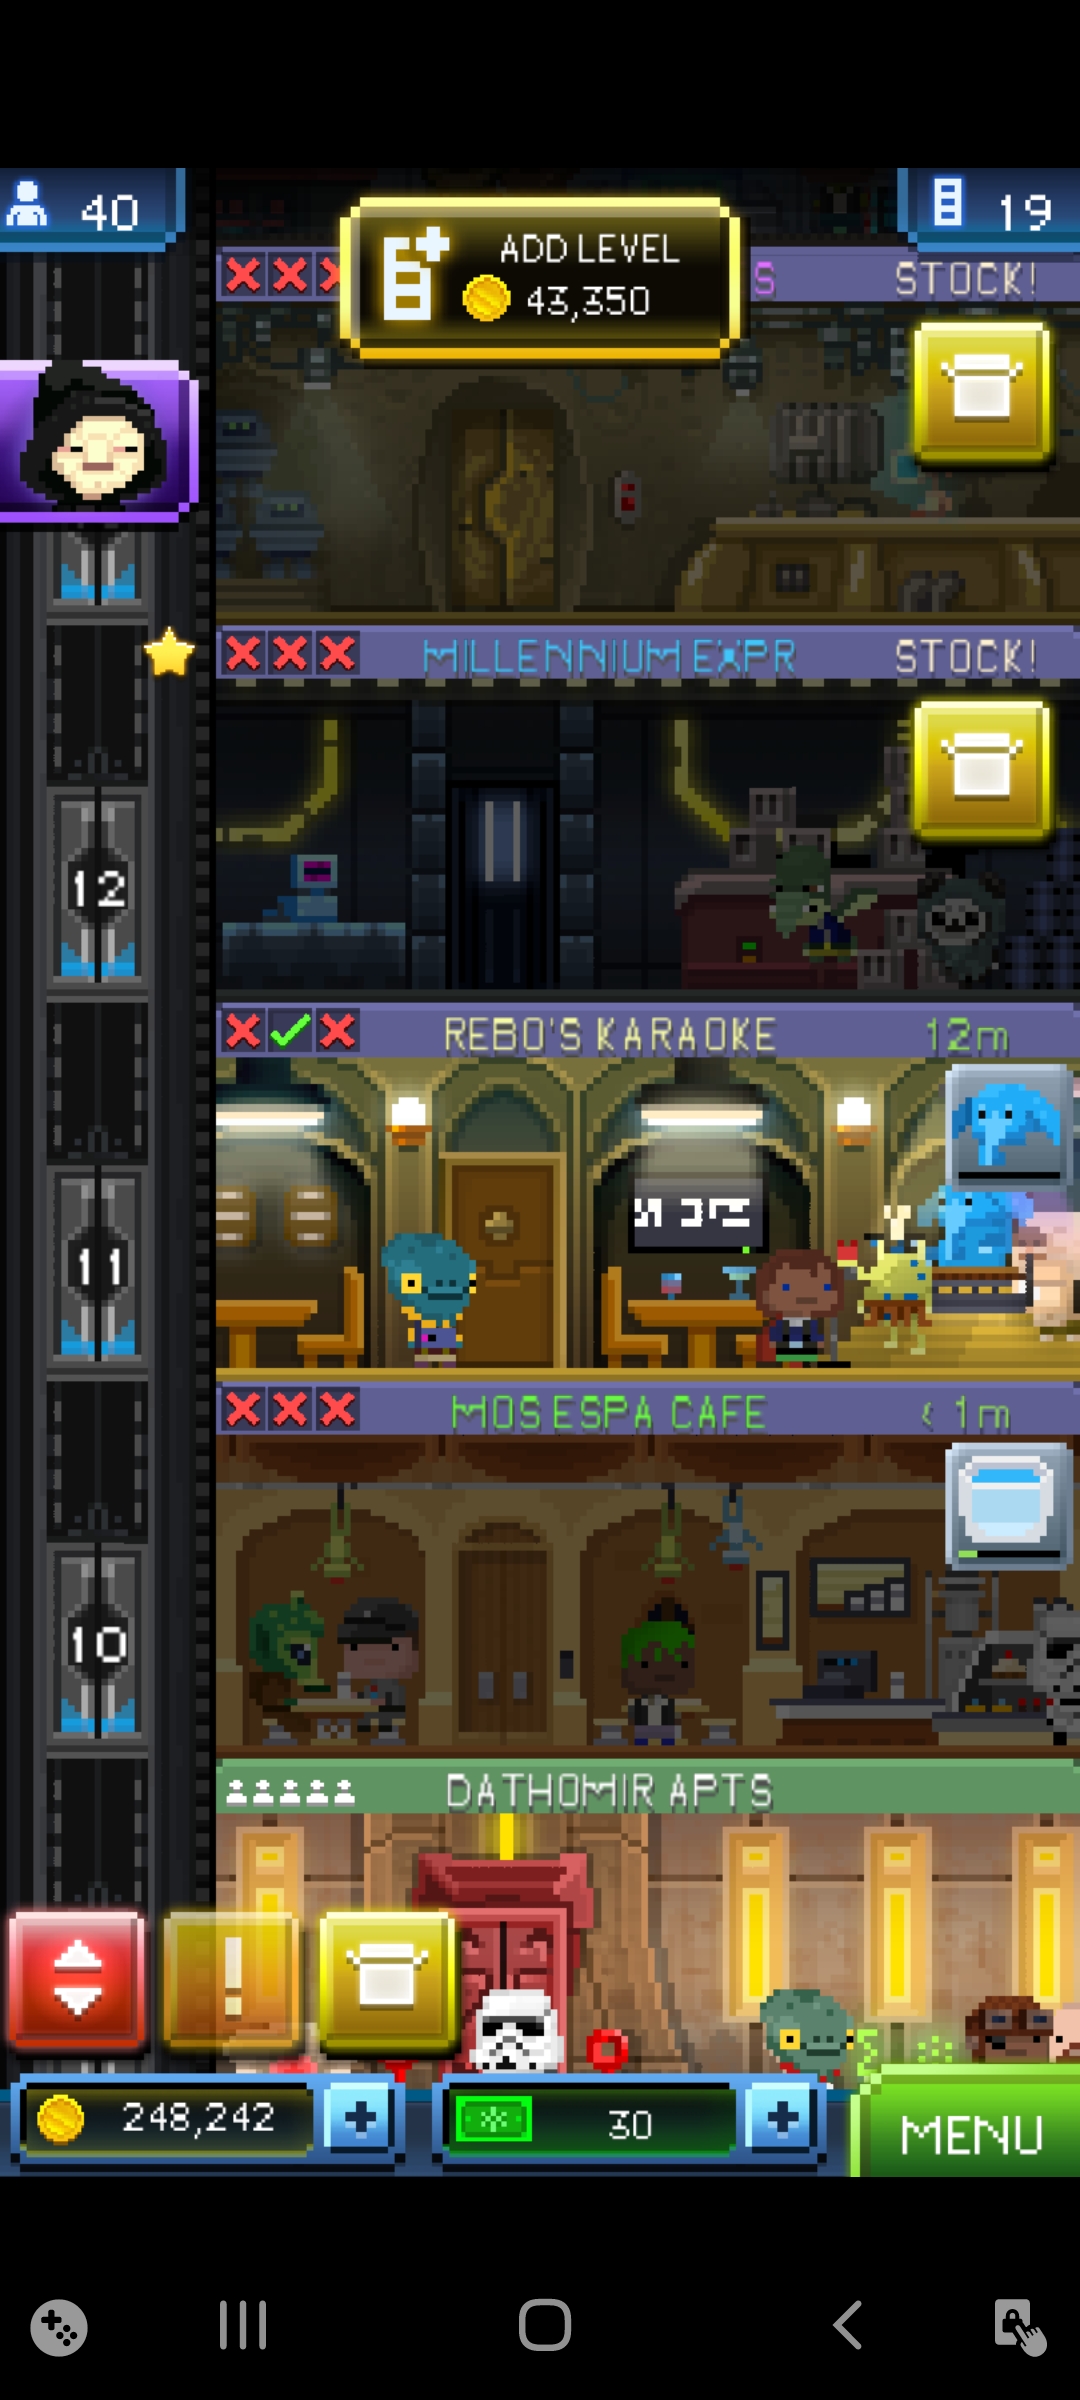 40
19
ADD LEVEL
43,350
S
STOCK!
MILLENNIUM EXPR
STOCK!
12
REBO'S KARAOKE
12m
11
MOS ESPA CAFE
< 1m
10
DATHOMIR APTS
!
248,242
+
30
+
MENU